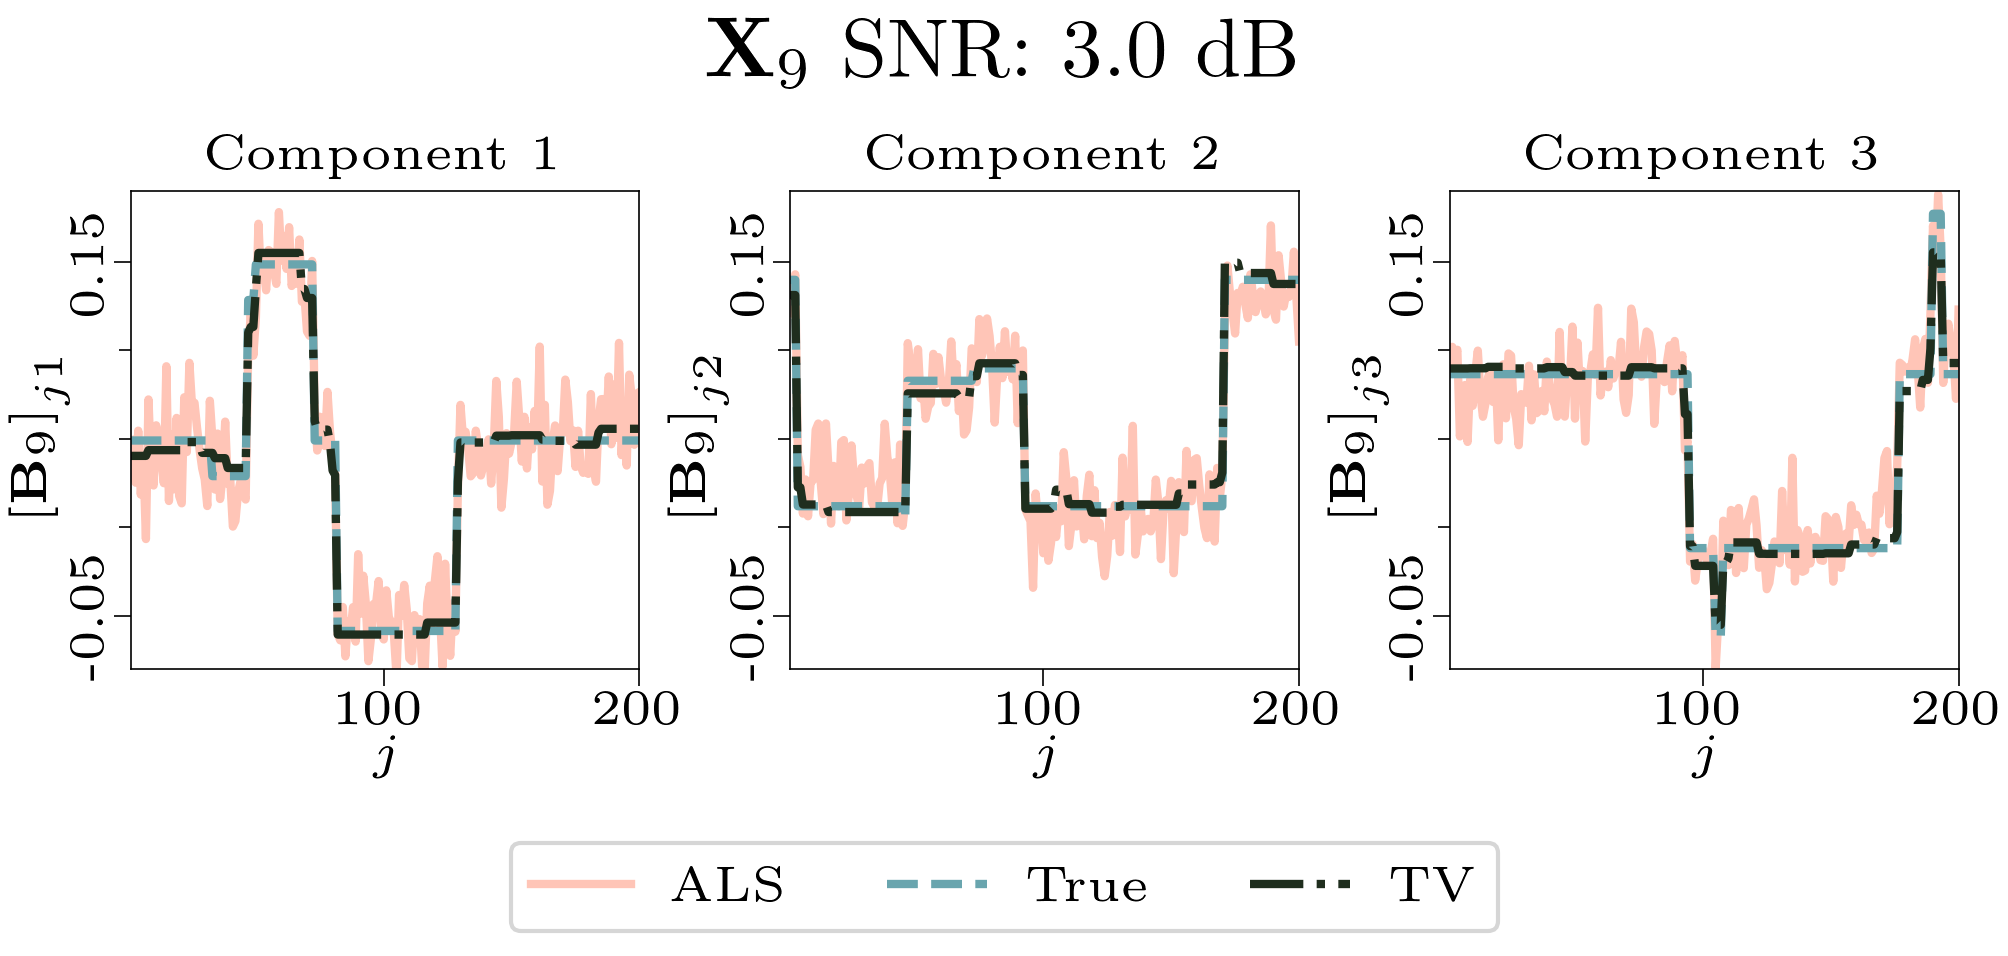 X₉ SNR: 3.0 dB
Component 1
Component 2
Component 3
[B₉]ⱼ₁
0.15
-0.05
100
200
j
[B₉]ⱼ₂
0.15
-0.05
100
200
j
[B₉]ⱼ₃
0.15
-0.05
100
200
j
ALS True TV